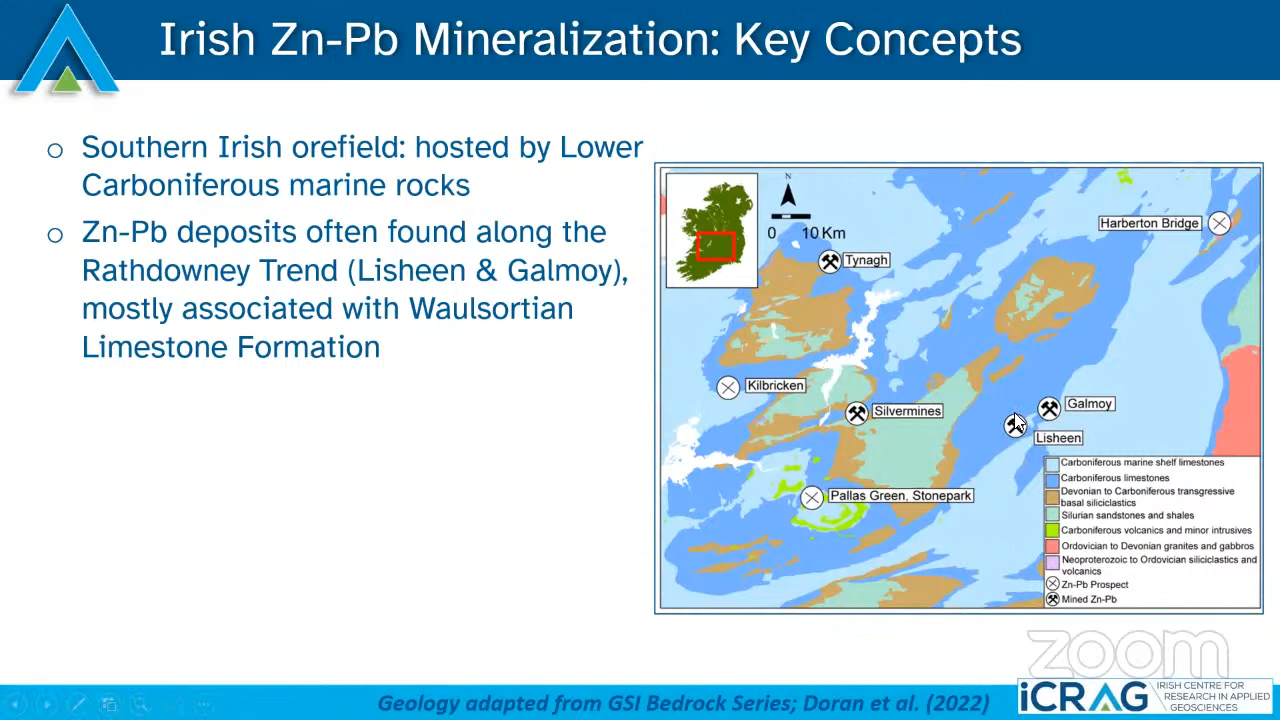 Irish Zn-Pb Mineralization: Key Concepts
o Southern Irish orefield: hosted by Lower
Carboniferous marine rocks
o Zn-Pb deposits often found along the
Rathdowney Trend (Lisheen & Galmoy),
mostly associated with Waulsortian
Limestone Formation
N
0 10 Km
Harberton Bridge
Tynagh
Kilbricken
Silvermines
Galmoy
Lisheen
Pallas Green, Stonepark
Carboniferous marine shelf limestones
Carboniferous limestones
Devonian to Carboniferous transgressive
basal siliciclastics
Silurian sandstones and shales
Carboniferous volcanics and minor intrusives
Ordovician to Devonian granites and gabbros
Neoproterozoic to Ordovician siliciclastics and
volcanics
Zn-Pb Prospect
Mined Zn-Pb
zoom
Geology adapted from GSI Bedrock Series; Doran et al. (2022)
iCRAG
IRISH CENTRE FOR
RESEARCH IN APPLIED
GEOSCIENCES